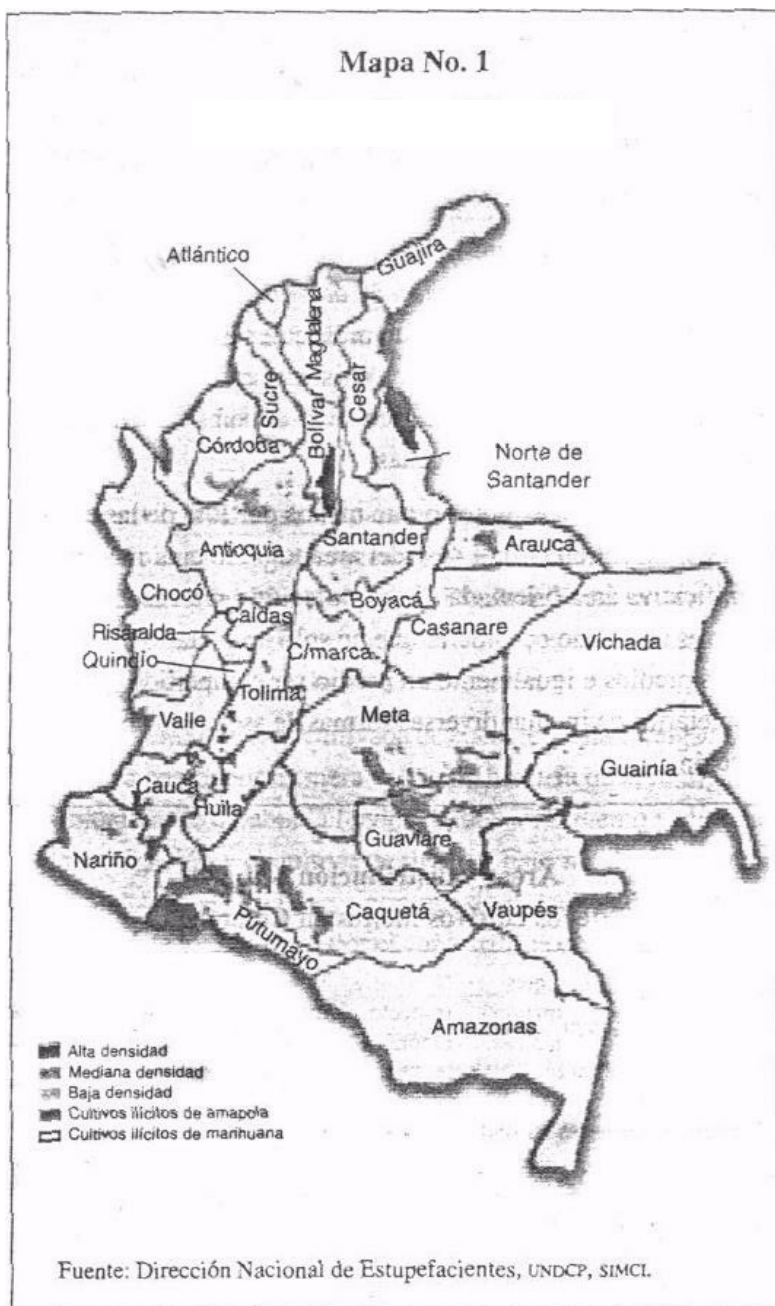 Mapa No. 1
Atlántico
Guajira
Magdalena
Cesar
Sucre
Bolívar
Córdoba
Norte de
Santander
Antioquia
Santander
Arauca
Chocó
Boyacá
Caldas
Casanare
Vichada
Risaralda
C/marca
Quindío
Tolima
Valle
Meta
Guainía
Cauca
Huila
Guaviare
Nariño
Caquetá
Vaupés
Putumayo
Amazonas
Alta densidad
Mediana densidad
Baja densidad
Cultivos ilícitos de amapola
Cultivos ilícitos de marihuana
Fuente: Dirección Nacional de Estupefacientes, UNDCP, SIMCI.